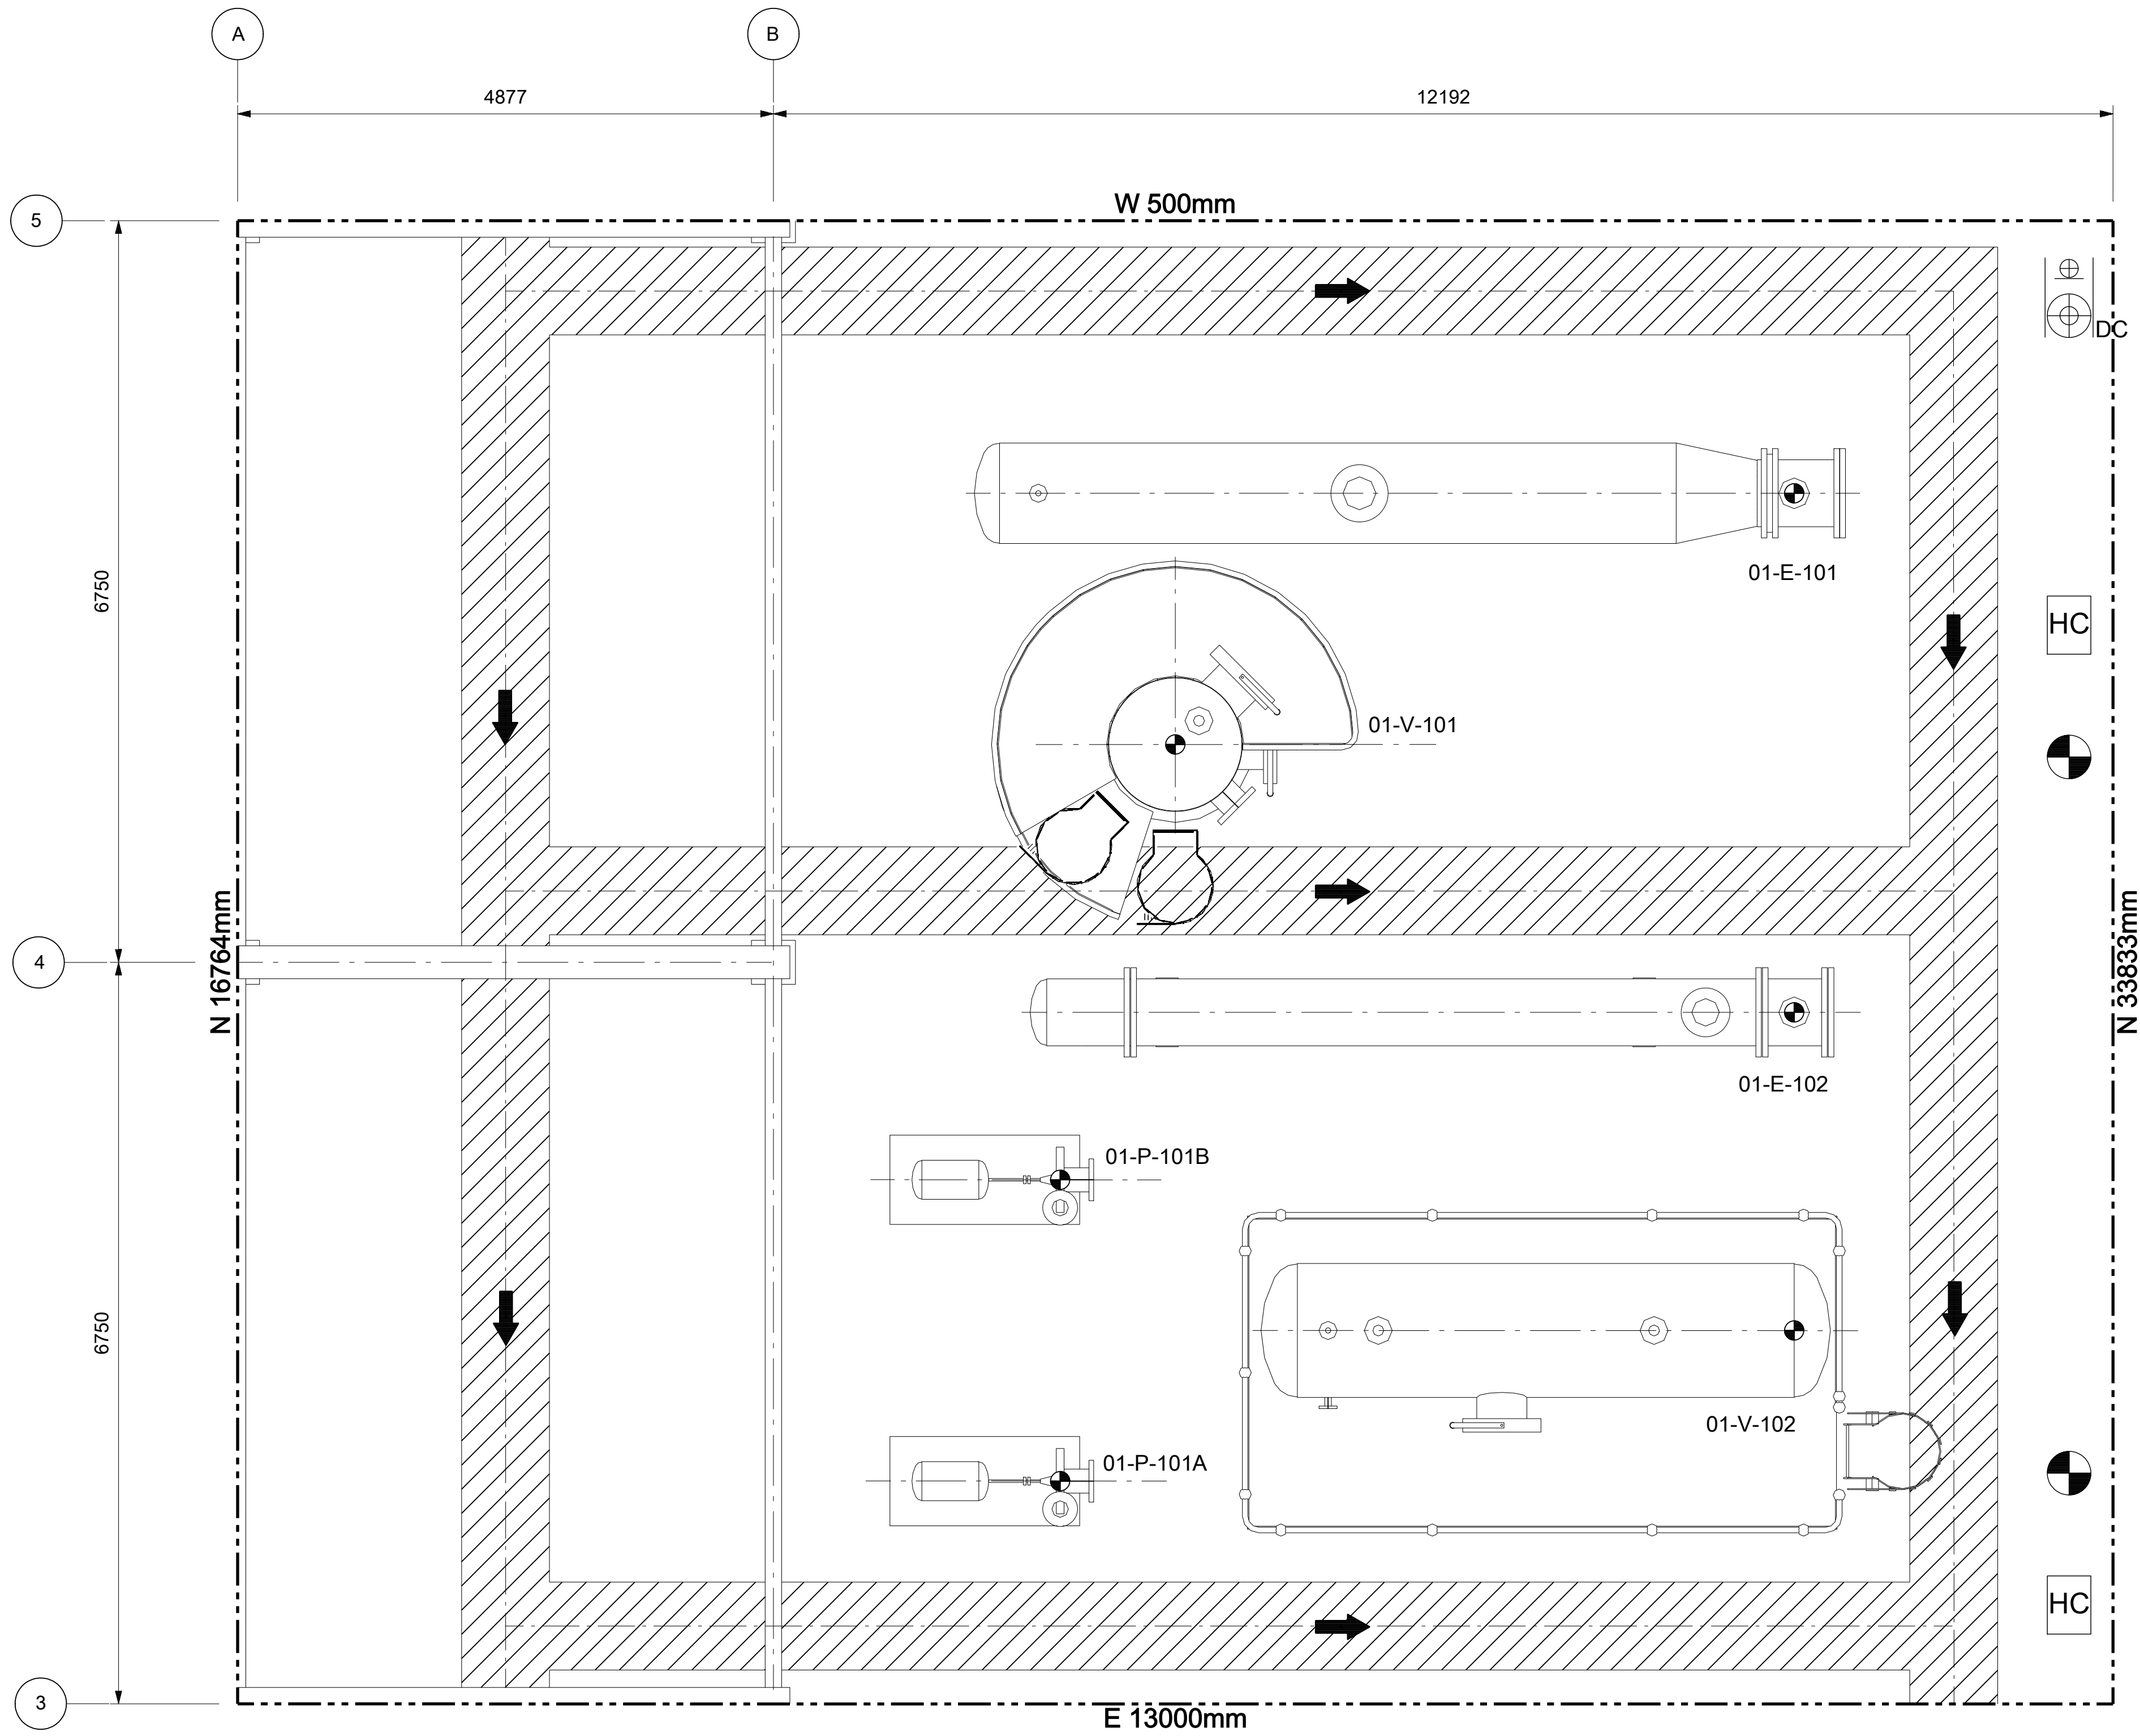 A
B
4877
12192
W 500mm
5
DC
6750
01-E-101
HC
01-V-101
4
N 16764mm
N 33833mm
01-E-102
01-P-101B
6750
01-V-102
01-P-101A
HC
3
E 13000mm